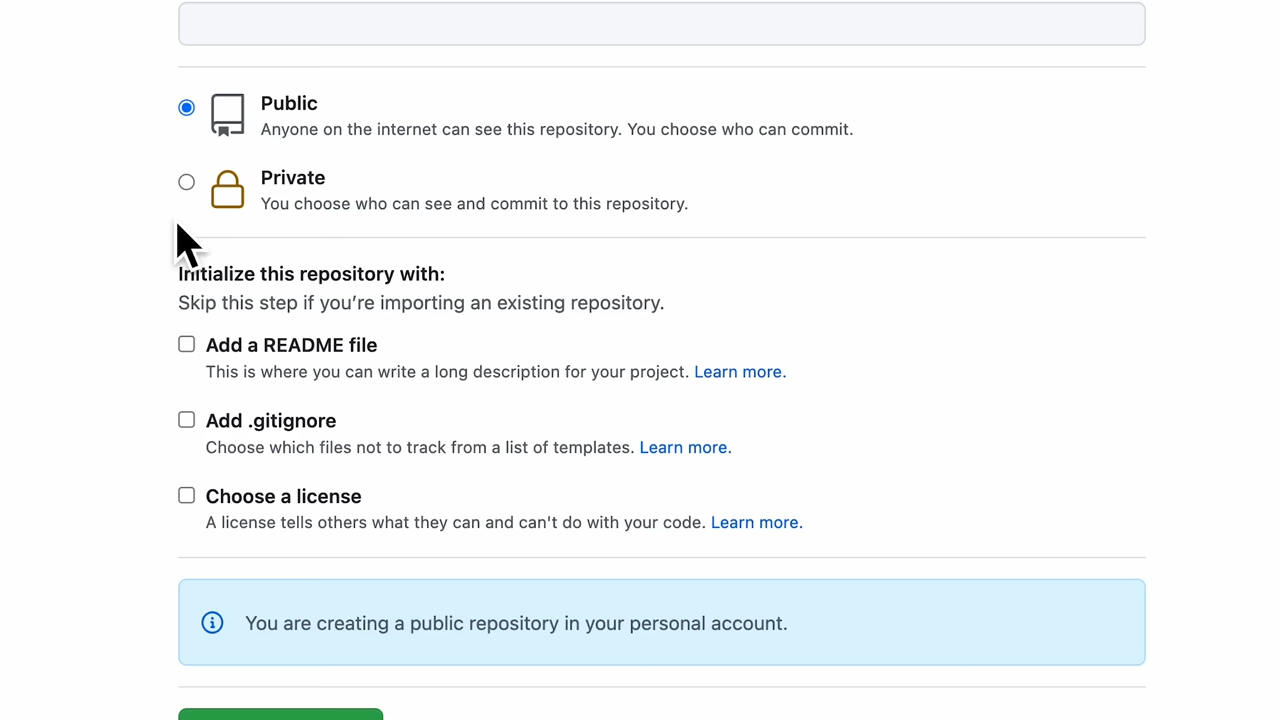 Public
Anyone on the internet can see this repository. You choose who can commit.
Private
You choose who can see and commit to this repository.
Initialize this repository with:
Skip this step if you’re importing an existing repository.
Add a README file
This is where you can write a long description for your project. Learn more.
Add .gitignore
Choose which files not to track from a list of templates. Learn more.
Choose a license
A license tells others what they can and can't do with your code. Learn more.
You are creating a public repository in your personal account.